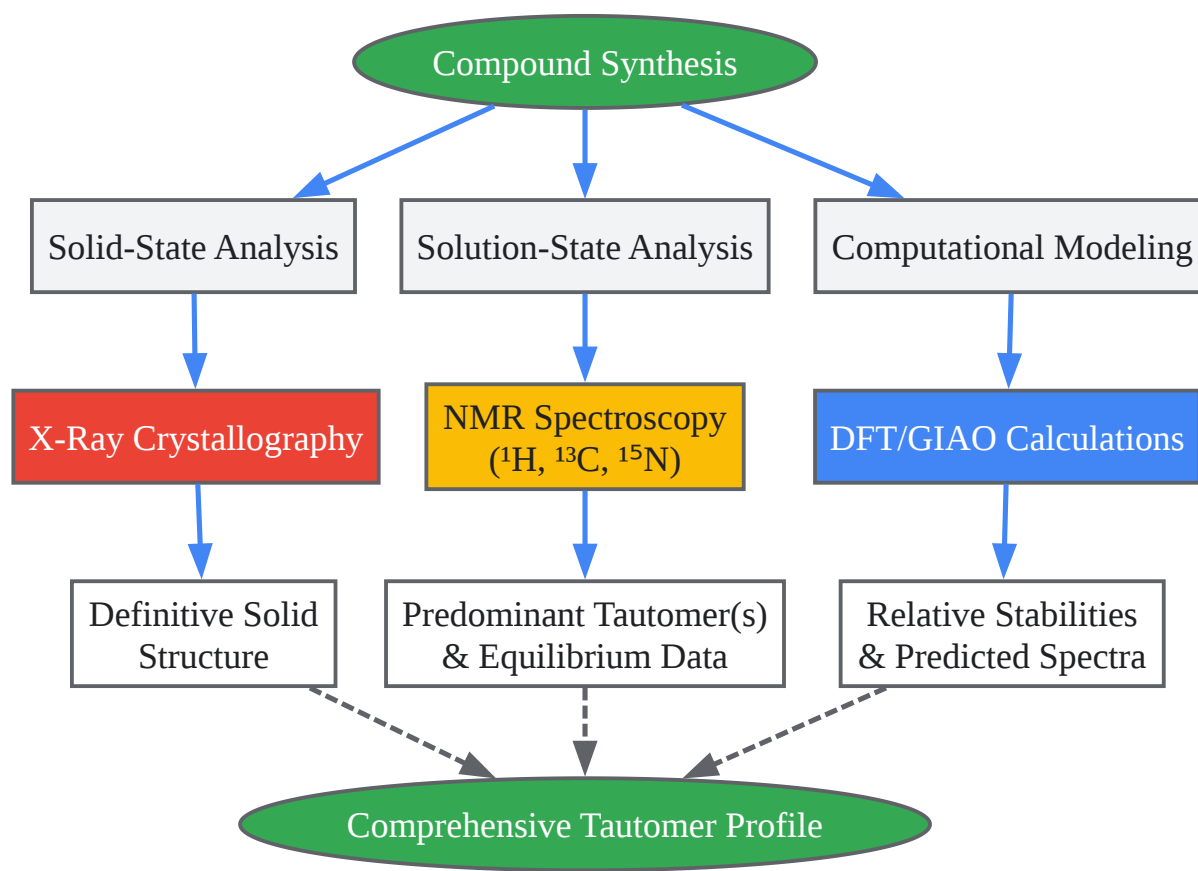 Compound Synthesis
Solid-State Analysis
Solution-State Analysis
Computational Modeling
X-Ray Crystallography
NMR Spectroscopy
(¹H, ¹³C, ¹⁵N)
DFT/GIAO Calculations
Definitive Solid
Structure
Predominant Tautomer(s)
& Equilibrium Data
Relative Stabilities
& Predicted Spectra
Comprehensive Tautomer Profile